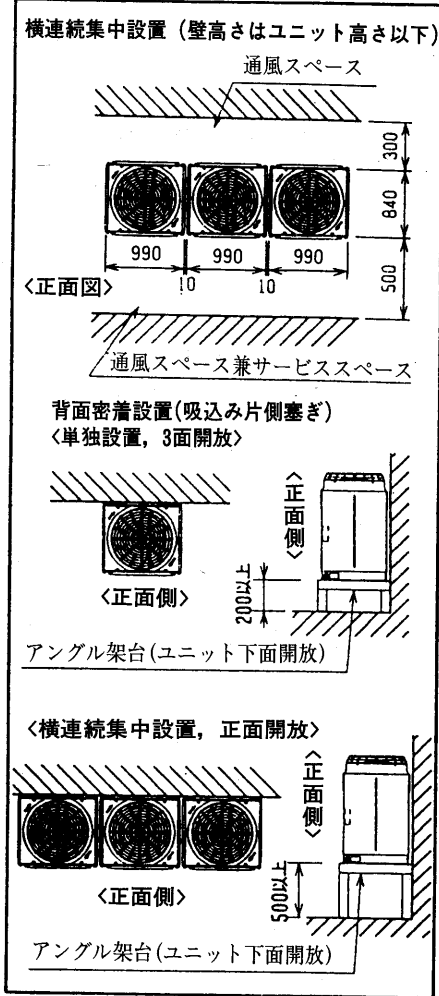 横連続集中設置 (壁高さはユニット高さ以下)
通風スペース
300
840
500
990
990
990
10
10
<正面図>
通風スペース兼サービススペース
背面密着設置(吸込み片側塞ぎ)
<単独設置, 3面開放>
<正面側>
<正面側>
200以上
アングル架台(ユニット下面開放)
<横連続集中設置, 正面開放>
<正面側>
<正面側>
500以上
アングル架台(ユニット下面開放)